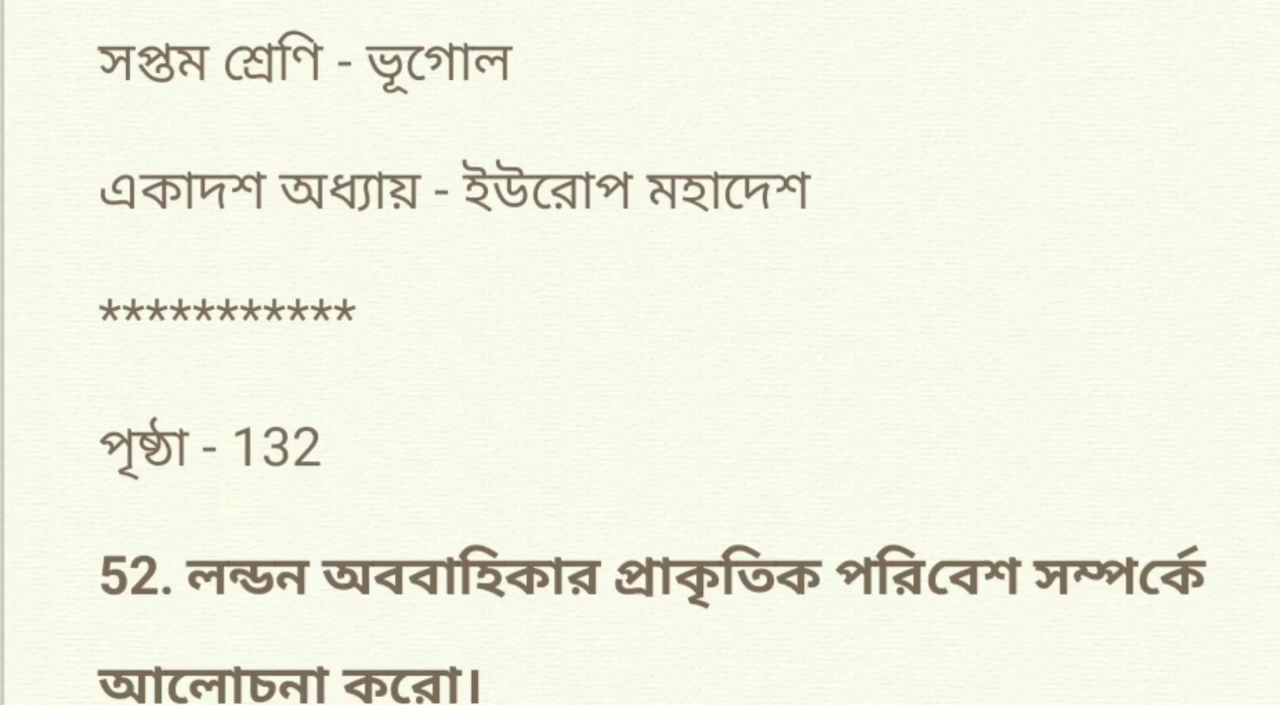 সপ্তম শ্রেণি - ভূগোল
একাদশ অধ্যায় - ইউরোপ মহাদেশ
***********
পৃষ্ঠা - 132
52. লন্ডন অববাহিকার প্রাকৃতিক পরিবেশ সম্পর্কে
আলোচনা করো।